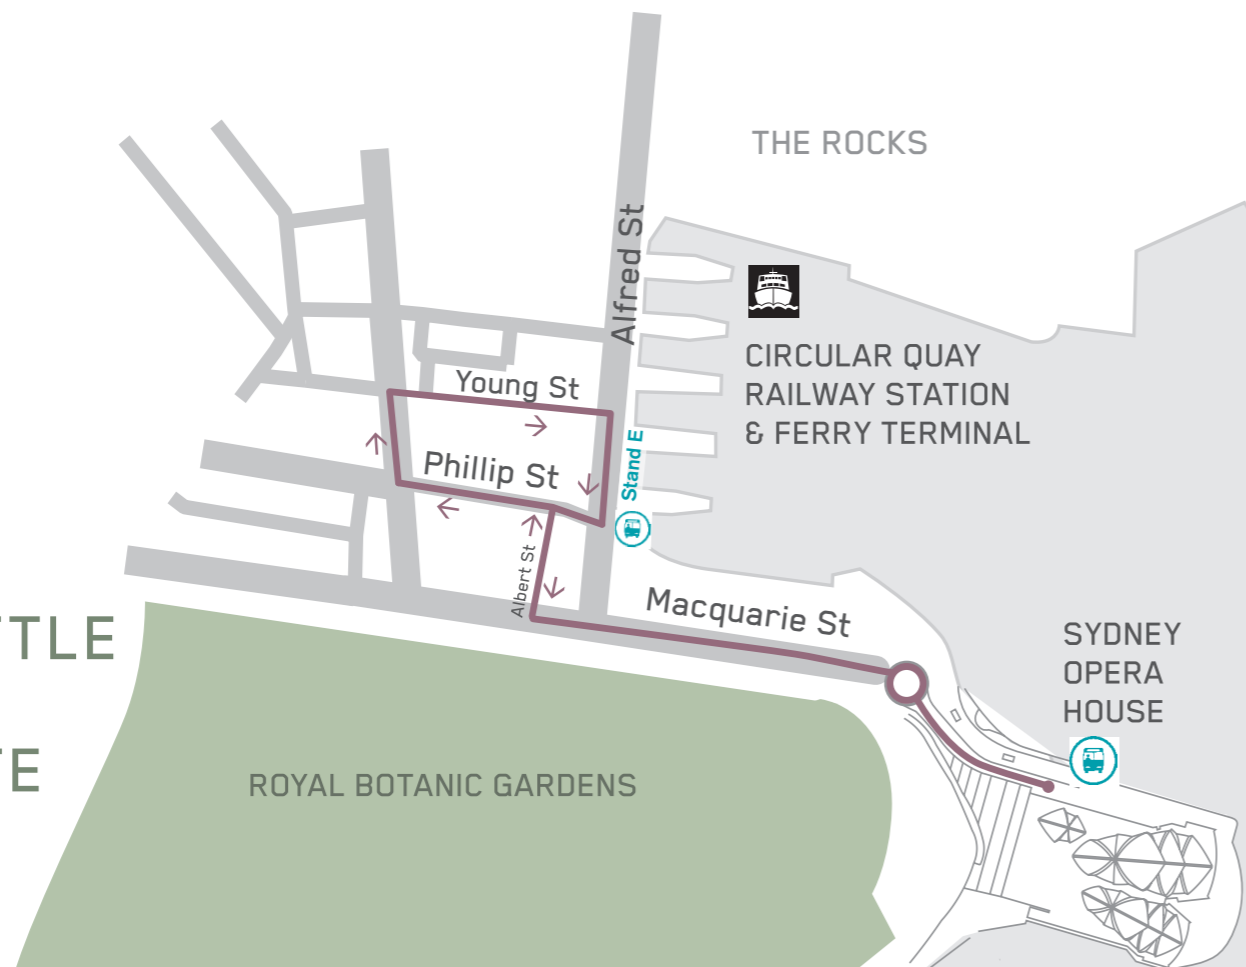 THE ROCKS
Alfred St
CIRCULAR QUAY
RAILWAY STATION
& FERRY TERMINAL
Young St
Stand E
Phillip St
Albert St
Macquarie St
TTLE
SYDNEY
OPERA
HOUSE
TE
ROYAL BOTANIC GARDENS